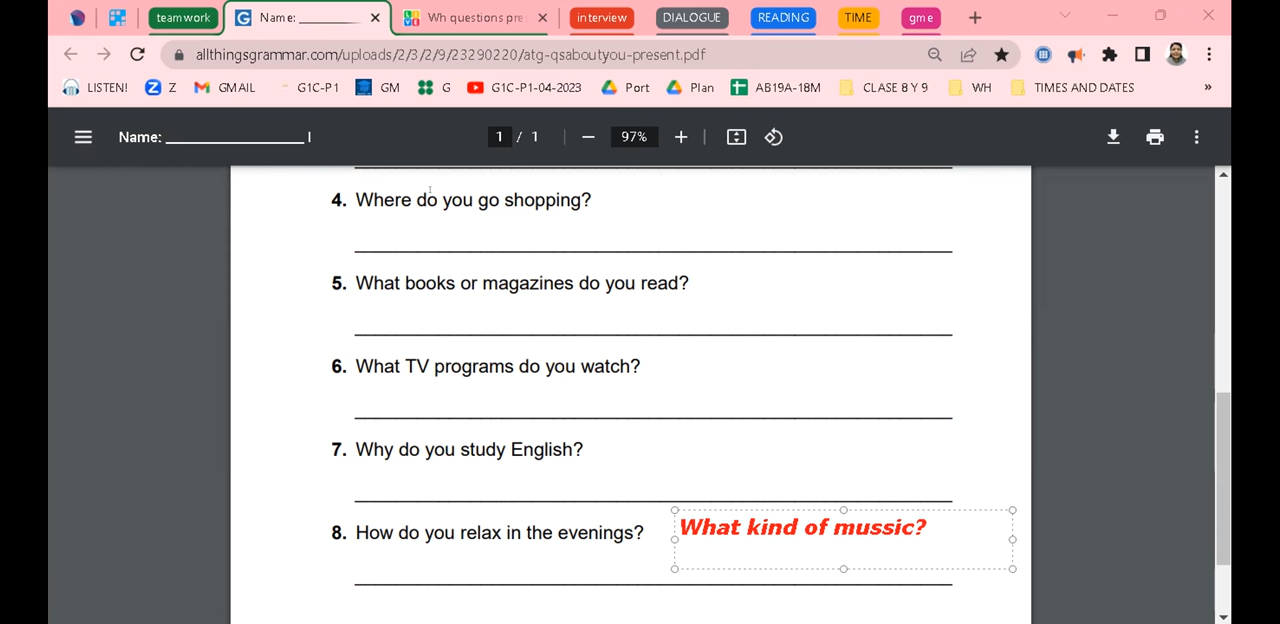 teamwork
Name: ________
Wh questions pre
interview
DIALOGUE
READING
TIME
gme
allthingsgrammar.com/uploads/2/3/2/9/23290220/atg-qsaboutyou-present.pdf
LISTEN!
Z
GMAIL
G1C-P1
GM
G
G1C-P1-04-2023
Port
Plan
AB19A-18M
CLASE 8 Y 9
WH
TIMES AND DATES
»
Name: ________________ I
1 / 1
97%
4. Where do you go shopping?
5. What books or magazines do you read?
6. What TV programs do you watch?
7. Why do you study English?
8. How do you relax in the evenings?
What kind of mussic?